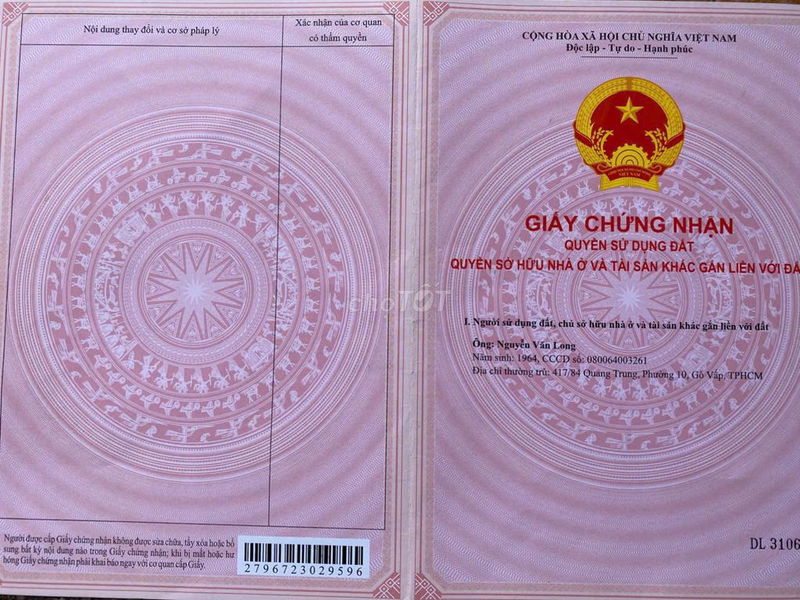 Nội dung thay đổi và cơ sở pháp lý
Xác nhận của cơ quan
có thẩm quyền
Người được cấp Giấy chứng nhận không được sửa chữa, tẩy xóa hoặc bổ
sung bất kỳ nội dung nào trong Giấy chứng nhận; khi bị mất hoặc hư
hỏng Giấy chứng nhận phải khai báo ngay với cơ quan cấp Giấy.
2796723029596
CỘNG HÒA XÃ HỘI CHỦ NGHĨA VIỆT NAM
Độc lập - Tự do - Hạnh phúc
VIỆT NAM
GIẤY CHỨNG NHẬN
QUYỀN SỬ DỤNG ĐẤT
QUYỀN SỞ HỮU NHÀ Ở VÀ TÀI SẢN KHÁC GẮN LIỀN VỚI ĐẤ
choTỐT
I. Người sử dụng đất, chủ sở hữu nhà ở và tài sản khác gắn liền với đất
Ông: Nguyễn Văn Long
Năm sinh: 1964, CCCD số: 080064003261
Địa chỉ thường trú: 417/84 Quang Trung, Phường 10, Gò Vấp, TPHCM
DL 3106